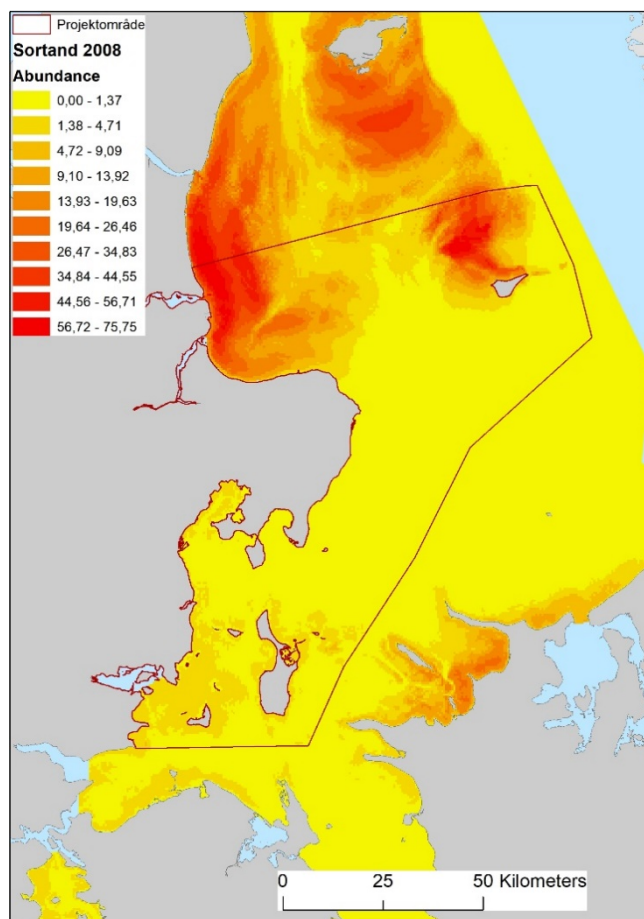 Projektområde
Sortand 2008
Abundance
0,00 - 1,37
1,38 - 4,71
4,72 - 9,09
9,10 - 13,92
13,93 - 19,63
19,64 - 26,46
26,47 - 34,83
34,84 - 44,55
44,56 - 56,71
56,72 - 75,75
0 25 50 Kilometers